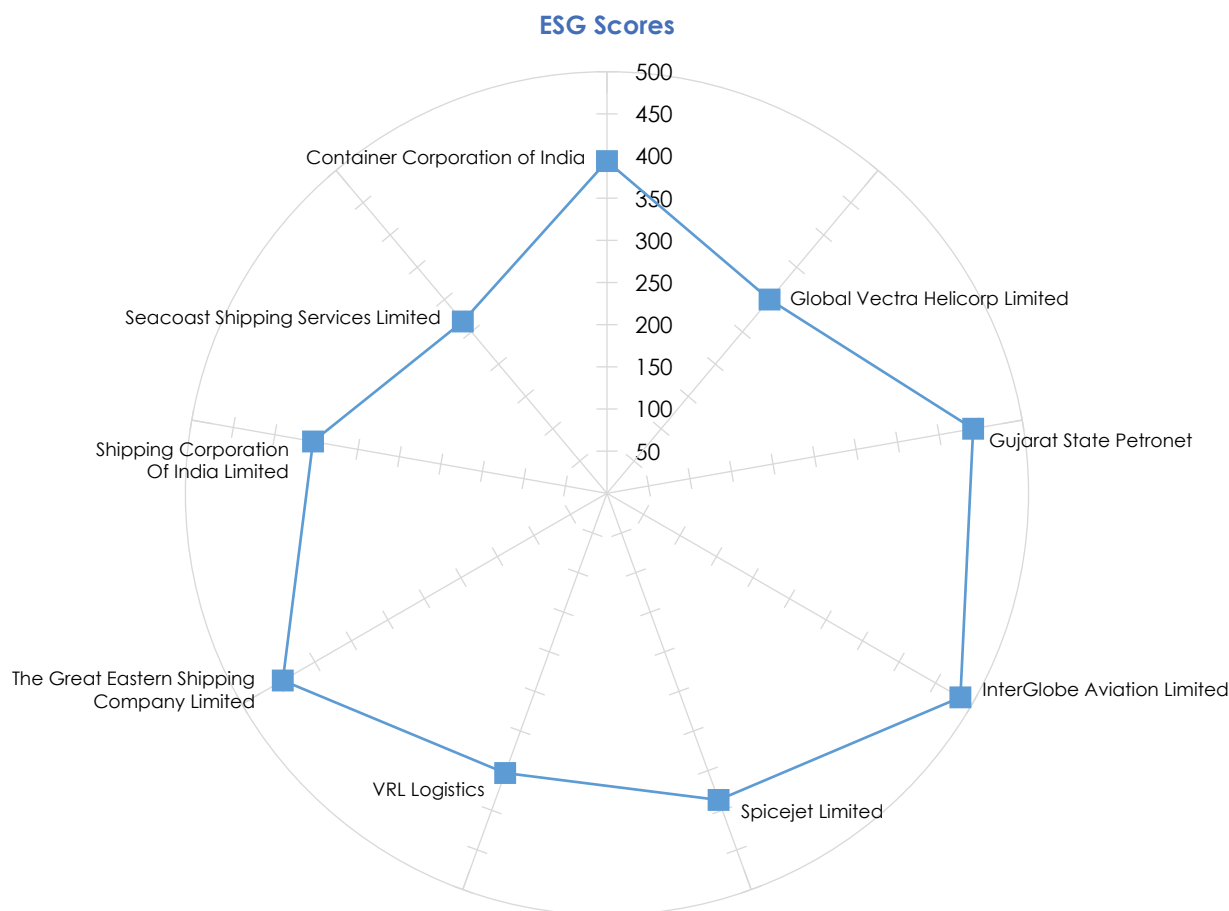 ESG Scores
500
450
400
350
300
250
200
150
100
50
Container Corporation of India
Global Vectra Helicorp Limited
Gujarat State Petronet
InterGlobe Aviation Limited
Spicejet Limited
VRL Logistics
The Great Eastern Shipping
Company Limited
Shipping Corporation
Of India Limited
Seacoast Shipping Services Limited